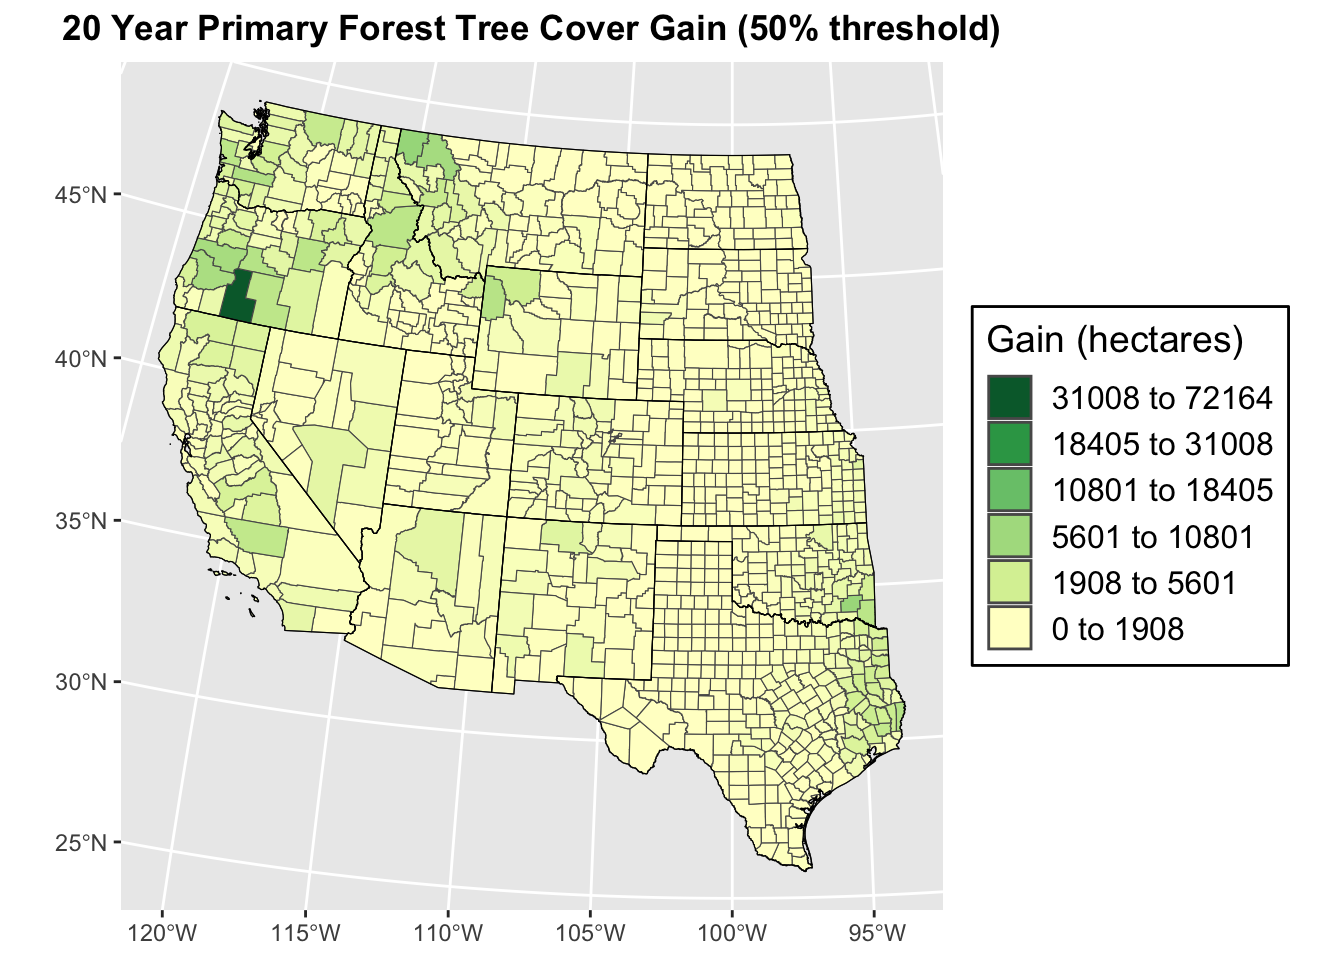 20 Year Primary Forest Tree Cover Gain (50% threshold)
45°N
40°N
35°N
30°N
25°N
120°W 115°W 110°W 105°W 100°W 95°W
Gain (hectares)
31008 to 72164
18405 to 31008
10801 to 18405
5601 to 10801
1908 to 5601
0 to 1908